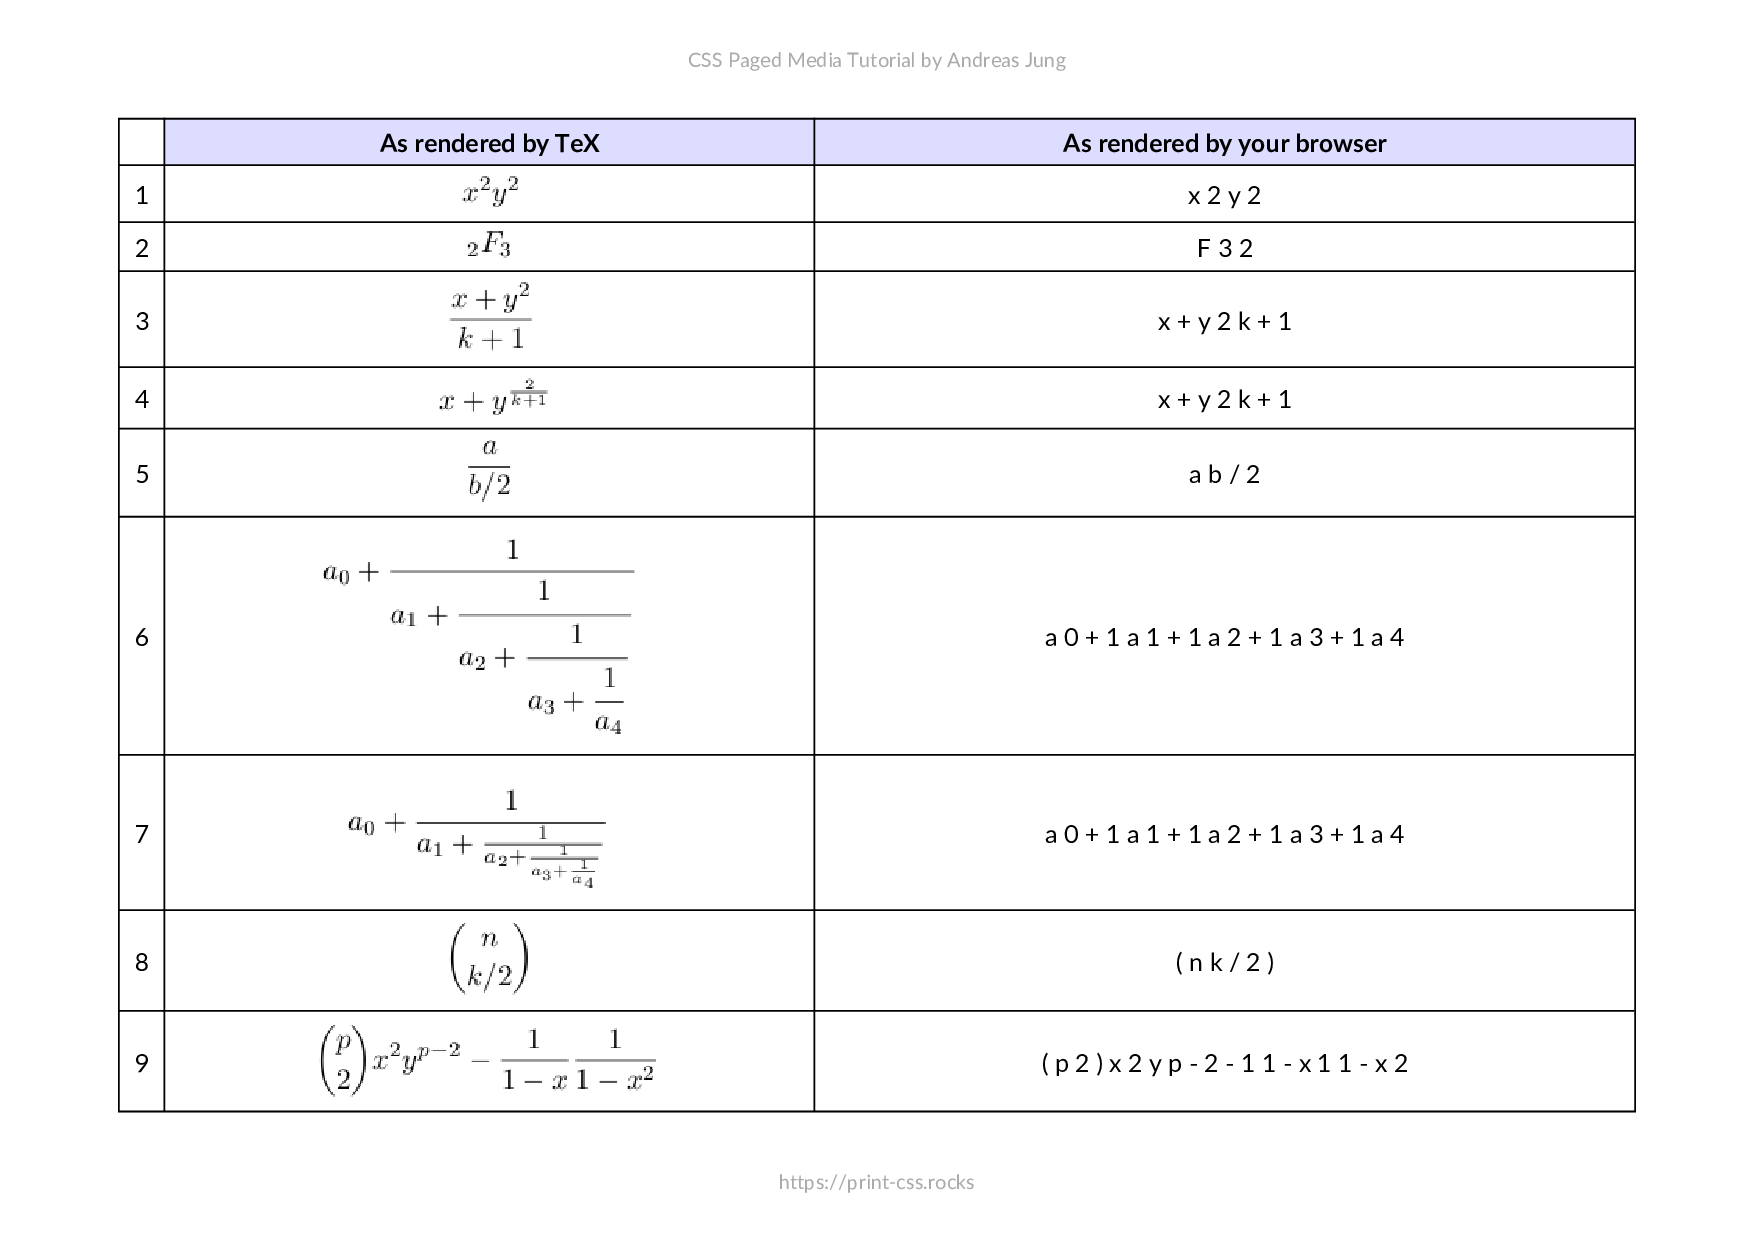 CSS Paged Media Tutorial by Andreas Jung
As rendered by TeX | As rendered by your browser
1 | $x^2y^2$ | x 2 y 2
2 | ${}_2F_3$ | F 3 2
3 | $\frac{x+y^2}{k+1}$ | x + y 2 k + 1
4 | $x+y^{\frac{2}{k+1}}$ | x + y 2 k + 1
5 | $\frac{a}{b/2}$ | a b / 2
6 | $a_0+\cfrac{1}{a_1+\cfrac{1}{a_2+\cfrac{1}{a_3+\cfrac{1}{a_4}}}}$ | a 0 + 1 a 1 + 1 a 2 + 1 a 3 + 1 a 4
7 | $a_0+\frac{1}{a_1+\frac{1}{a_2+\frac{1}{a_3+\frac{1}{a_4}}}}$ | a 0 + 1 a 1 + 1 a 2 + 1 a 3 + 1 a 4
8 | $\binom{n}{k/2}$ | ( n k / 2 )
9 | $\binom{p}{2}x^2y^{p-2}-\frac{1}{1-x}\frac{1}{1-x^2}$ | ( p 2 ) x 2 y p - 2 - 1 1 - x 1 1 - x 2
https://print-css.rocks